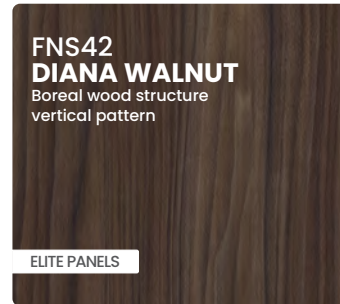 FNS42
DIANA WALNUT
Boreal wood structure
vertical pattern
ELITE PANELS